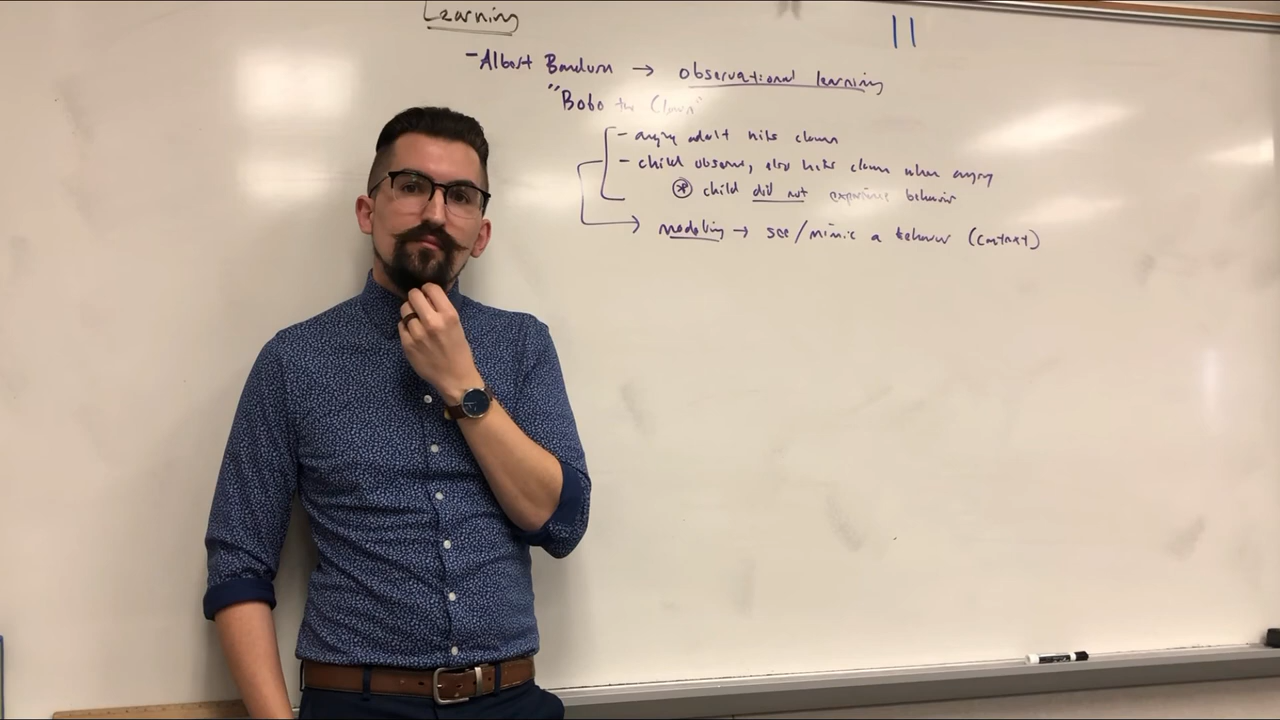 Learning
11
- Albert Bandura → observational learning
"Bobo the Clown"
- angry adult hits clown
- child observes, also hits clown when angry
* child did not experience behavior
modeling → see/mimic a behavior (context)